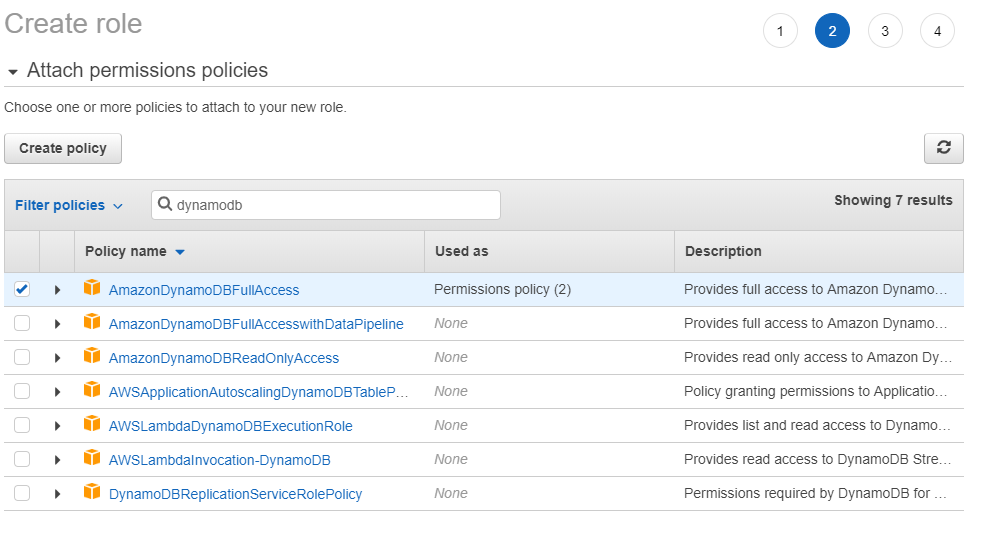 Create role
1 2 3 4
Attach permissions policies
Choose one or more policies to attach to your new role.
Create policy
Filter policies dynamodb Showing 7 results
Policy name Used as Description
AmazonDynamoDBFullAccess Permissions policy (2) Provides full access to Amazon Dynamo…
AmazonDynamoDBFullAccesswithDataPipeline None Provides full access to Amazon Dynamo…
AmazonDynamoDBReadOnlyAccess None Provides read only access to Amazon Dy…
AWSApplicationAutoscalingDynamoDBTableP… None Policy granting permissions to Applicatio…
AWSLambdaDynamoDBExecutionRole None Provides list and read access to Dynamo…
AWSLambdaInvocation-DynamoDB None Provides read access to DynamoDB Stre…
DynamoDBReplicationServiceRolePolicy None Permissions required by DynamoDB for …